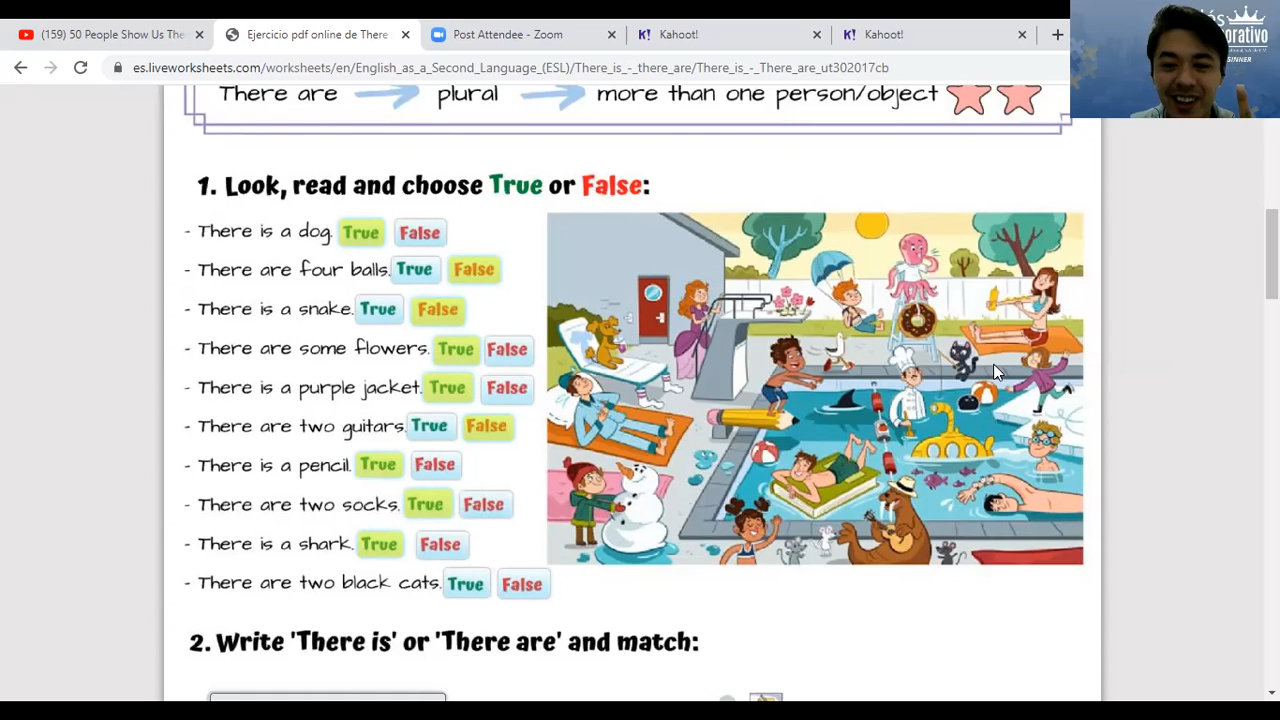 (159) 50 People Show Us The
Ejercicio pdf online de There
Post Attendee - Zoom
Kahoot!
Kahoot!
es.liveworksheets.com/worksheets/en/English_as_a_Second_Language_(ESL)/There_is_-_there_are/There_is_-_There_are_ut302017cb
There are plural more than one person/object
1. Look, read and choose True or False:
- There is a dog. True False
- There are four balls. True False
- There is a snake. True False
- There are some flowers. True False
- There is a purple jacket. True False
- There are two guitars. True False
- There is a pencil. True False
- There are two socks. True False
- There is a shark. True False
- There are two black cats. True False
2. Write 'There is' or 'There are' and match: